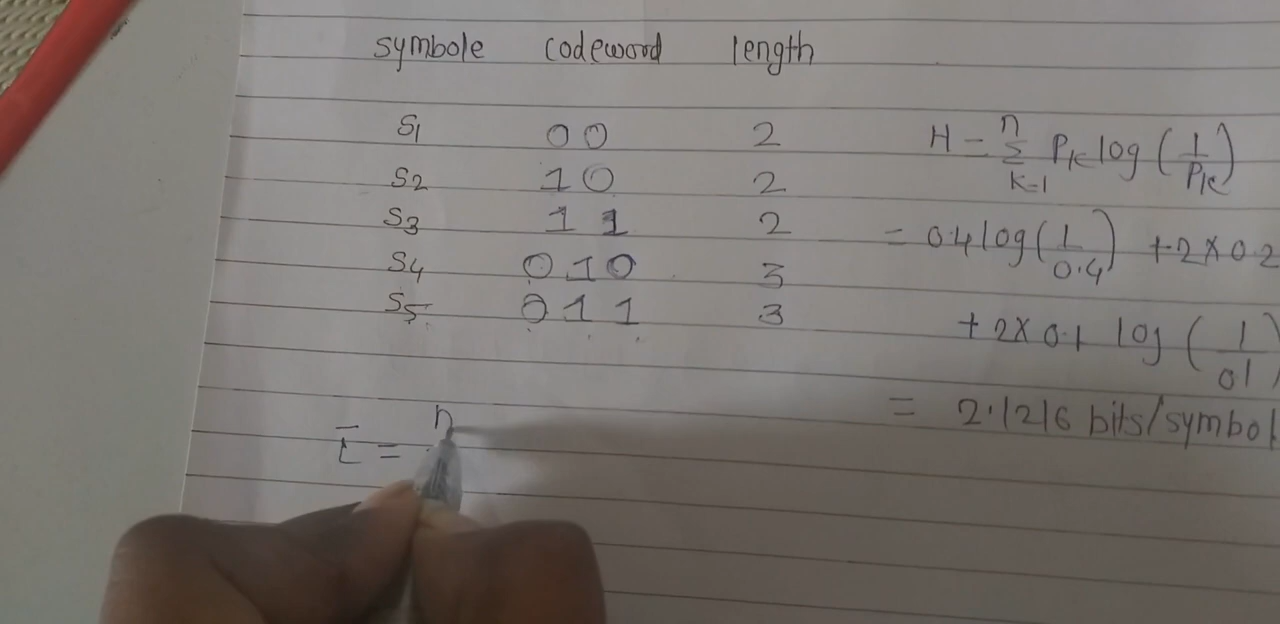 symbole codeword length
S1 00 2
S2 10 2
S3 11 2
S4 010 3
S5 011 3
H = n Σ K=1 PK log (1/PK)
= 0.4 log (1/0.4) + 2 × 0.2
+ 2 × 0.1 log (1/01)
= 2.1216 bits/symbol
L̄ = n